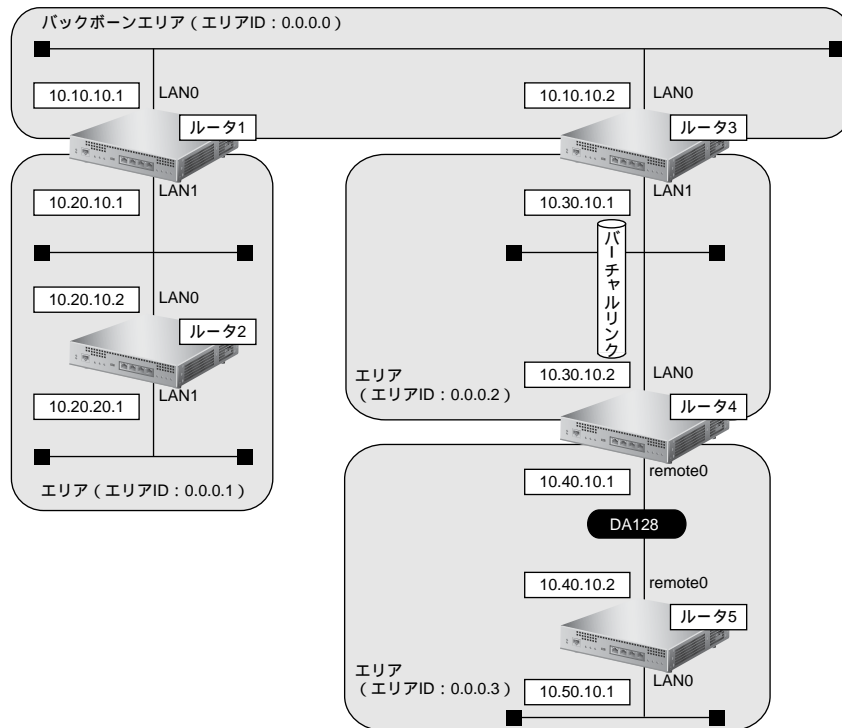 バックボーンエリア（エリアID：0.0.0.0）
10.10.10.1
LAN0
ルータ1
10.10.10.2
LAN0
ルータ3
LAN1
10.20.10.1
10.20.10.2
LAN0
ルータ2
LAN1
10.20.20.1
エリア（エリアID：0.0.0.1）
LAN1
10.30.10.1
バーチャルリンク
10.30.10.2
LAN0
エリア
（エリアID：0.0.0.2）
ルータ4
remote0
10.40.10.1
DA128
10.40.10.2
remote0
ルータ5
エリア
（エリアID：0.0.0.3）
LAN0
10.50.10.1